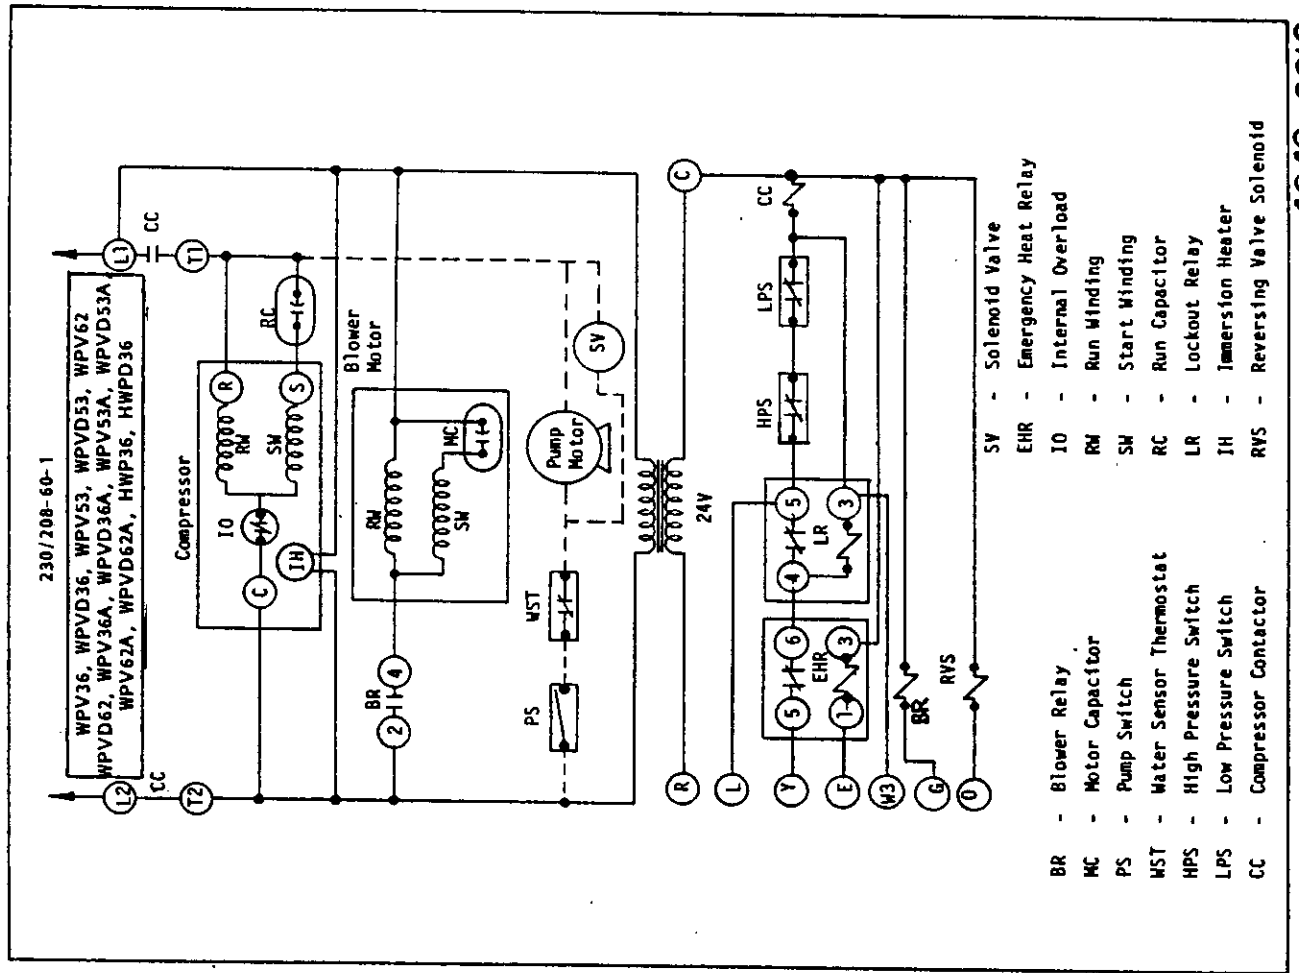 230/208-60-1
WPV36, WPVD36, WPV53, WPVD53, WPV62
WPVD62, WPV36A, WPVD36A, WPV53A, WPVD53A,
WPV62A, WPVD62A, HWP36, HWPD36
L2
CC
T2
L1
CC
T1
Compressor
C
IO
RW
SW
R
S
RC
IH
Blower
Motor
BR
2
4
RW
SW
MC
PS
WST
Pump
Motor
SV
24V
R
C
L
Y
E
W3
G
O
5
6
EHR
1
3
4
5
LR
3
HPS
LPS
CC
BR
RVS
BR - Blower Relay
MC - Motor Capacitor
PS - Pump Switch
WST - Water Sensor Thermostat
HPS - High Pressure Switch
LPS - Low Pressure Switch
CC - Compressor Contactor
SV - Solenoid Valve
EHR - Emergency Heat Relay
IO - Internal Overload
RW - Run Winding
SW - Start Winding
RC - Run Capacitor
LR - Lockout Relay
IH - Immersion Heater
RVS - Reversing Valve Solenoid